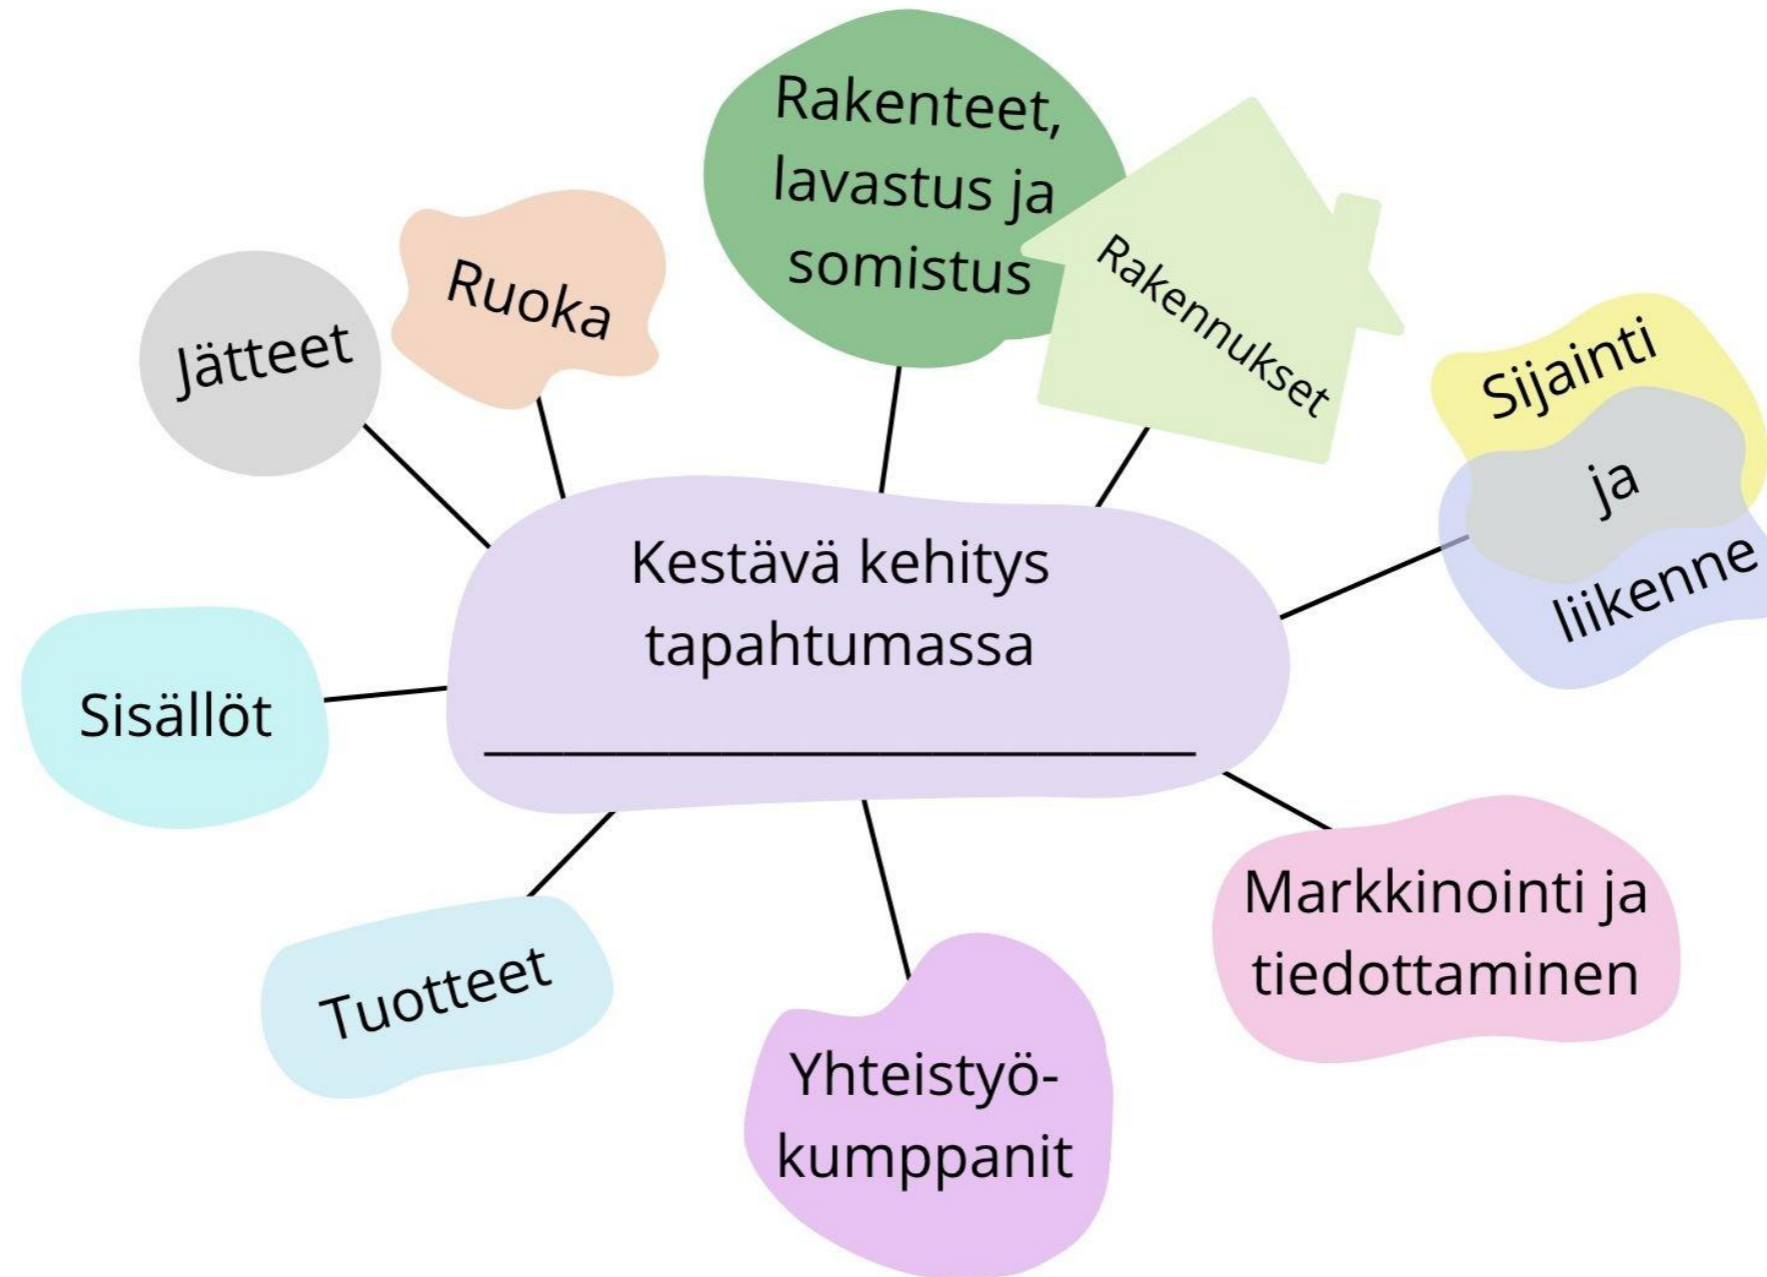 Rakenteet,
lavastus ja
somistus
Rakennukset
Ruoka
Jätteet
Sijainti
ja
liikenne
Kestävä kehitys
tapahtumassa
Sisällöt
Markkinointi ja
tiedottaminen
Tuotteet
Yhteistyö-
kumppanit